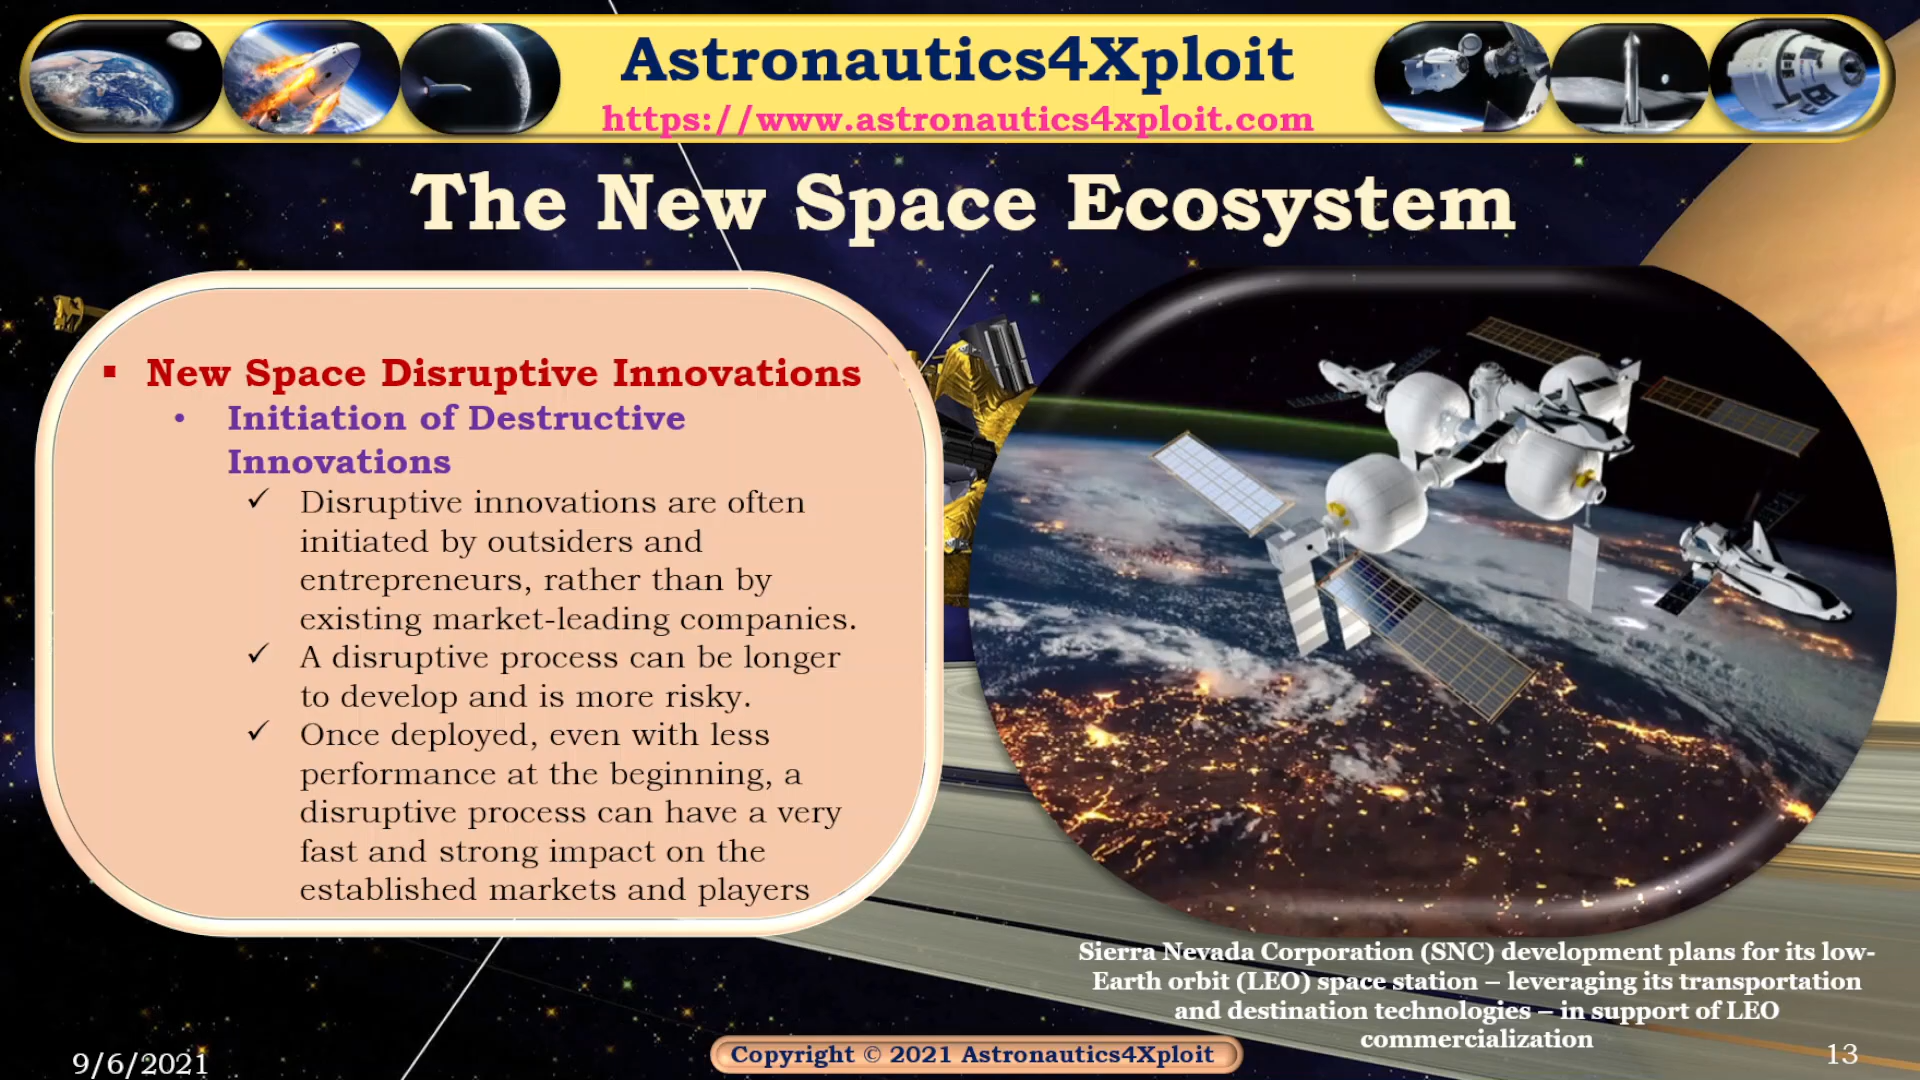 Astronautics4Xploit
https://www.astronautics4xploit.com
The New Space Ecosystem
▪ New Space Disruptive Innovations
• Initiation of Destructive
Innovations
✓ Disruptive innovations are often
initiated by outsiders and
entrepreneurs, rather than by
existing market-leading companies.
✓ A disruptive process can be longer
to develop and is more risky.
✓ Once deployed, even with less
performance at the beginning, a
disruptive process can have a very
fast and strong impact on the
established markets and players
Sierra Nevada Corporation (SNC) development plans for its low-
Earth orbit (LEO) space station – leveraging its transportation
and destination technologies – in support of LEO
commercialization
9/6/2021
Copyright © 2021 Astronautics4Xploit
13